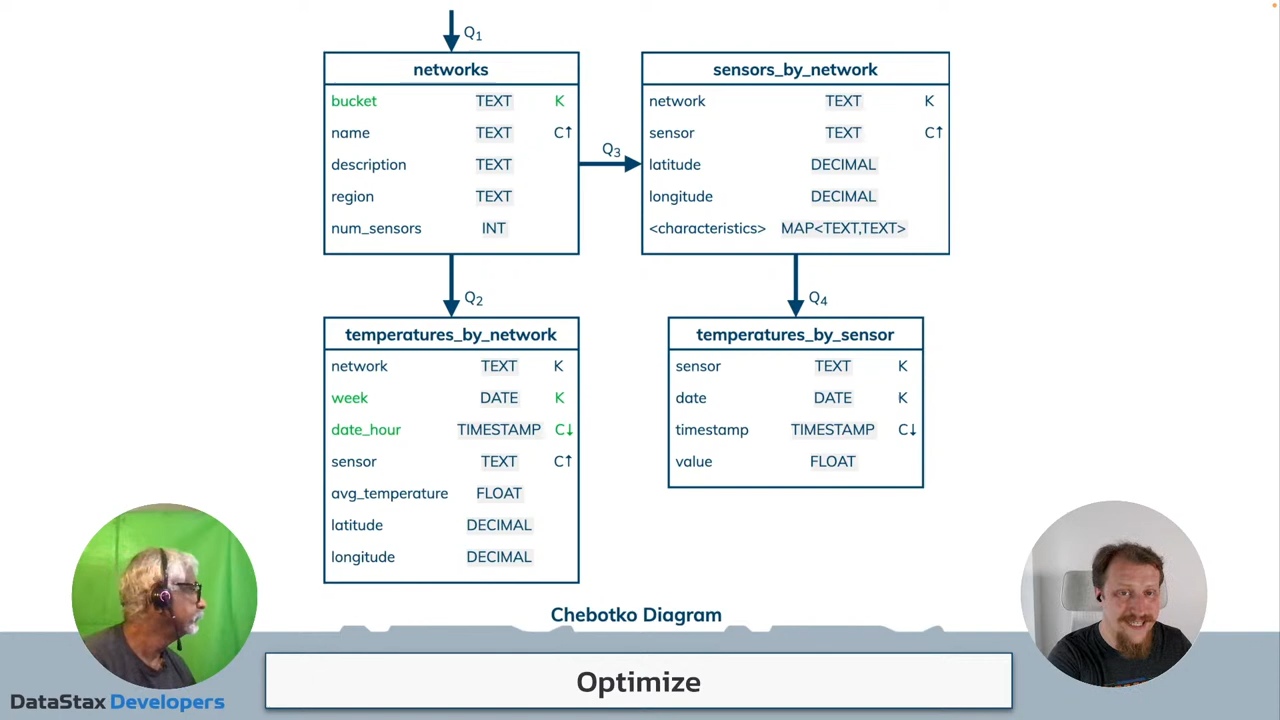 Q1
networks
bucket TEXT K
name TEXT C↑
description TEXT
region TEXT
num_sensors INT
Q3
sensors_by_network
network TEXT K
sensor TEXT C↑
latitude DECIMAL
longitude DECIMAL
<characteristics> MAP<TEXT,TEXT>
Q2
temperatures_by_network
network TEXT K
week DATE K
date_hour TIMESTAMP C↓
sensor TEXT C↑
avg_temperature FLOAT
latitude DECIMAL
longitude DECIMAL
Q4
temperatures_by_sensor
sensor TEXT K
date DATE K
timestamp TIMESTAMP C↓
value FLOAT
Chebotko Diagram
Optimize
DataStax Developers